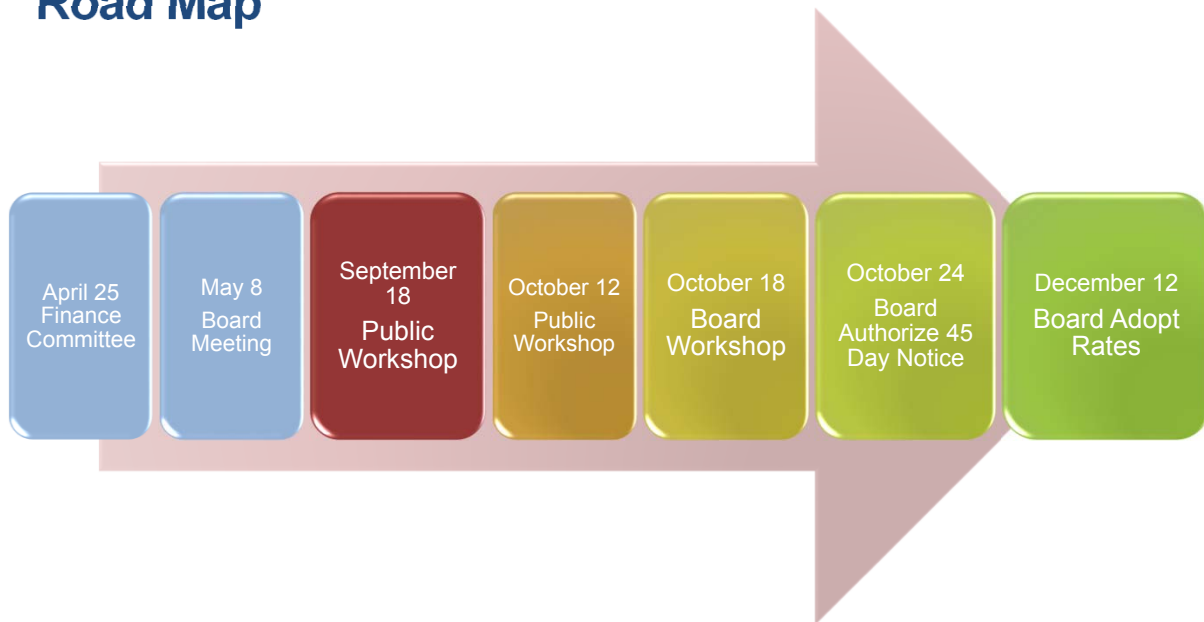 Road Map
April 25
Finance
Committee
May 8
Board
Meeting
September
18
Public
Workshop
October 12
Public
Workshop
October 18
Board
Workshop
October 24
Board
Authorize 45
Day Notice
December 12
Board Adopt
Rates